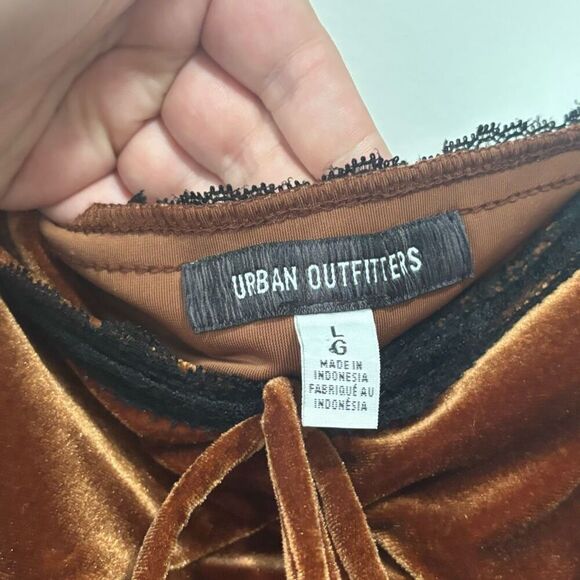 URBAN OUTFITTERS
L
G
MADE IN
INDONESIA
FABRIQUÉ AU
INDONÉSIA